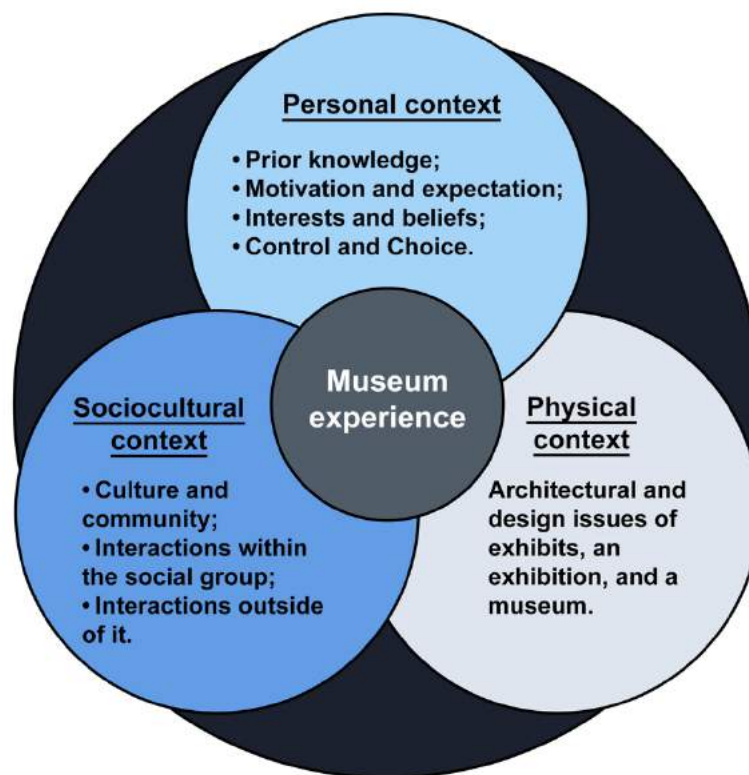 Personal context
• Prior knowledge;
• Motivation and expectation;
• Interests and beliefs;
• Control and Choice.
Museum
experience
Sociocultural
context
• Culture and
community;
• Interactions within
the social group;
• Interactions outside
of it.
Physical
context
Architectural and
design issues of
exhibits, an
exhibition, and a
museum.